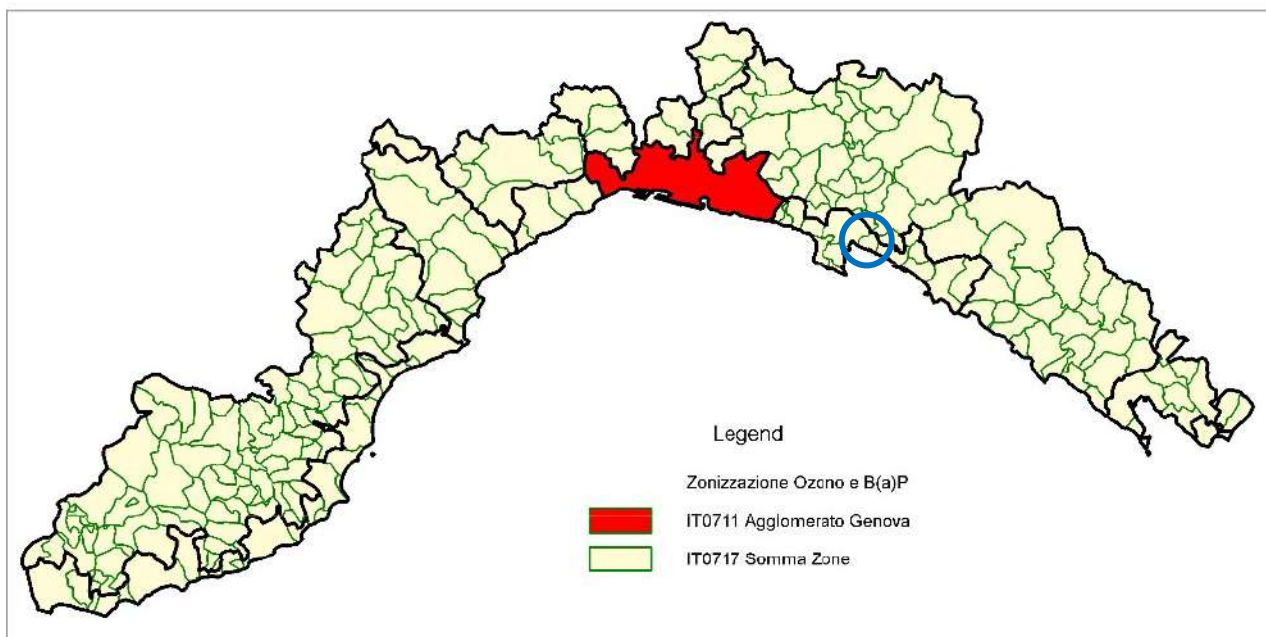 Legend
Zonizzazione Ozono e B(a)P
IT0711 Agglomerato Genova
IT0717 Somma Zone